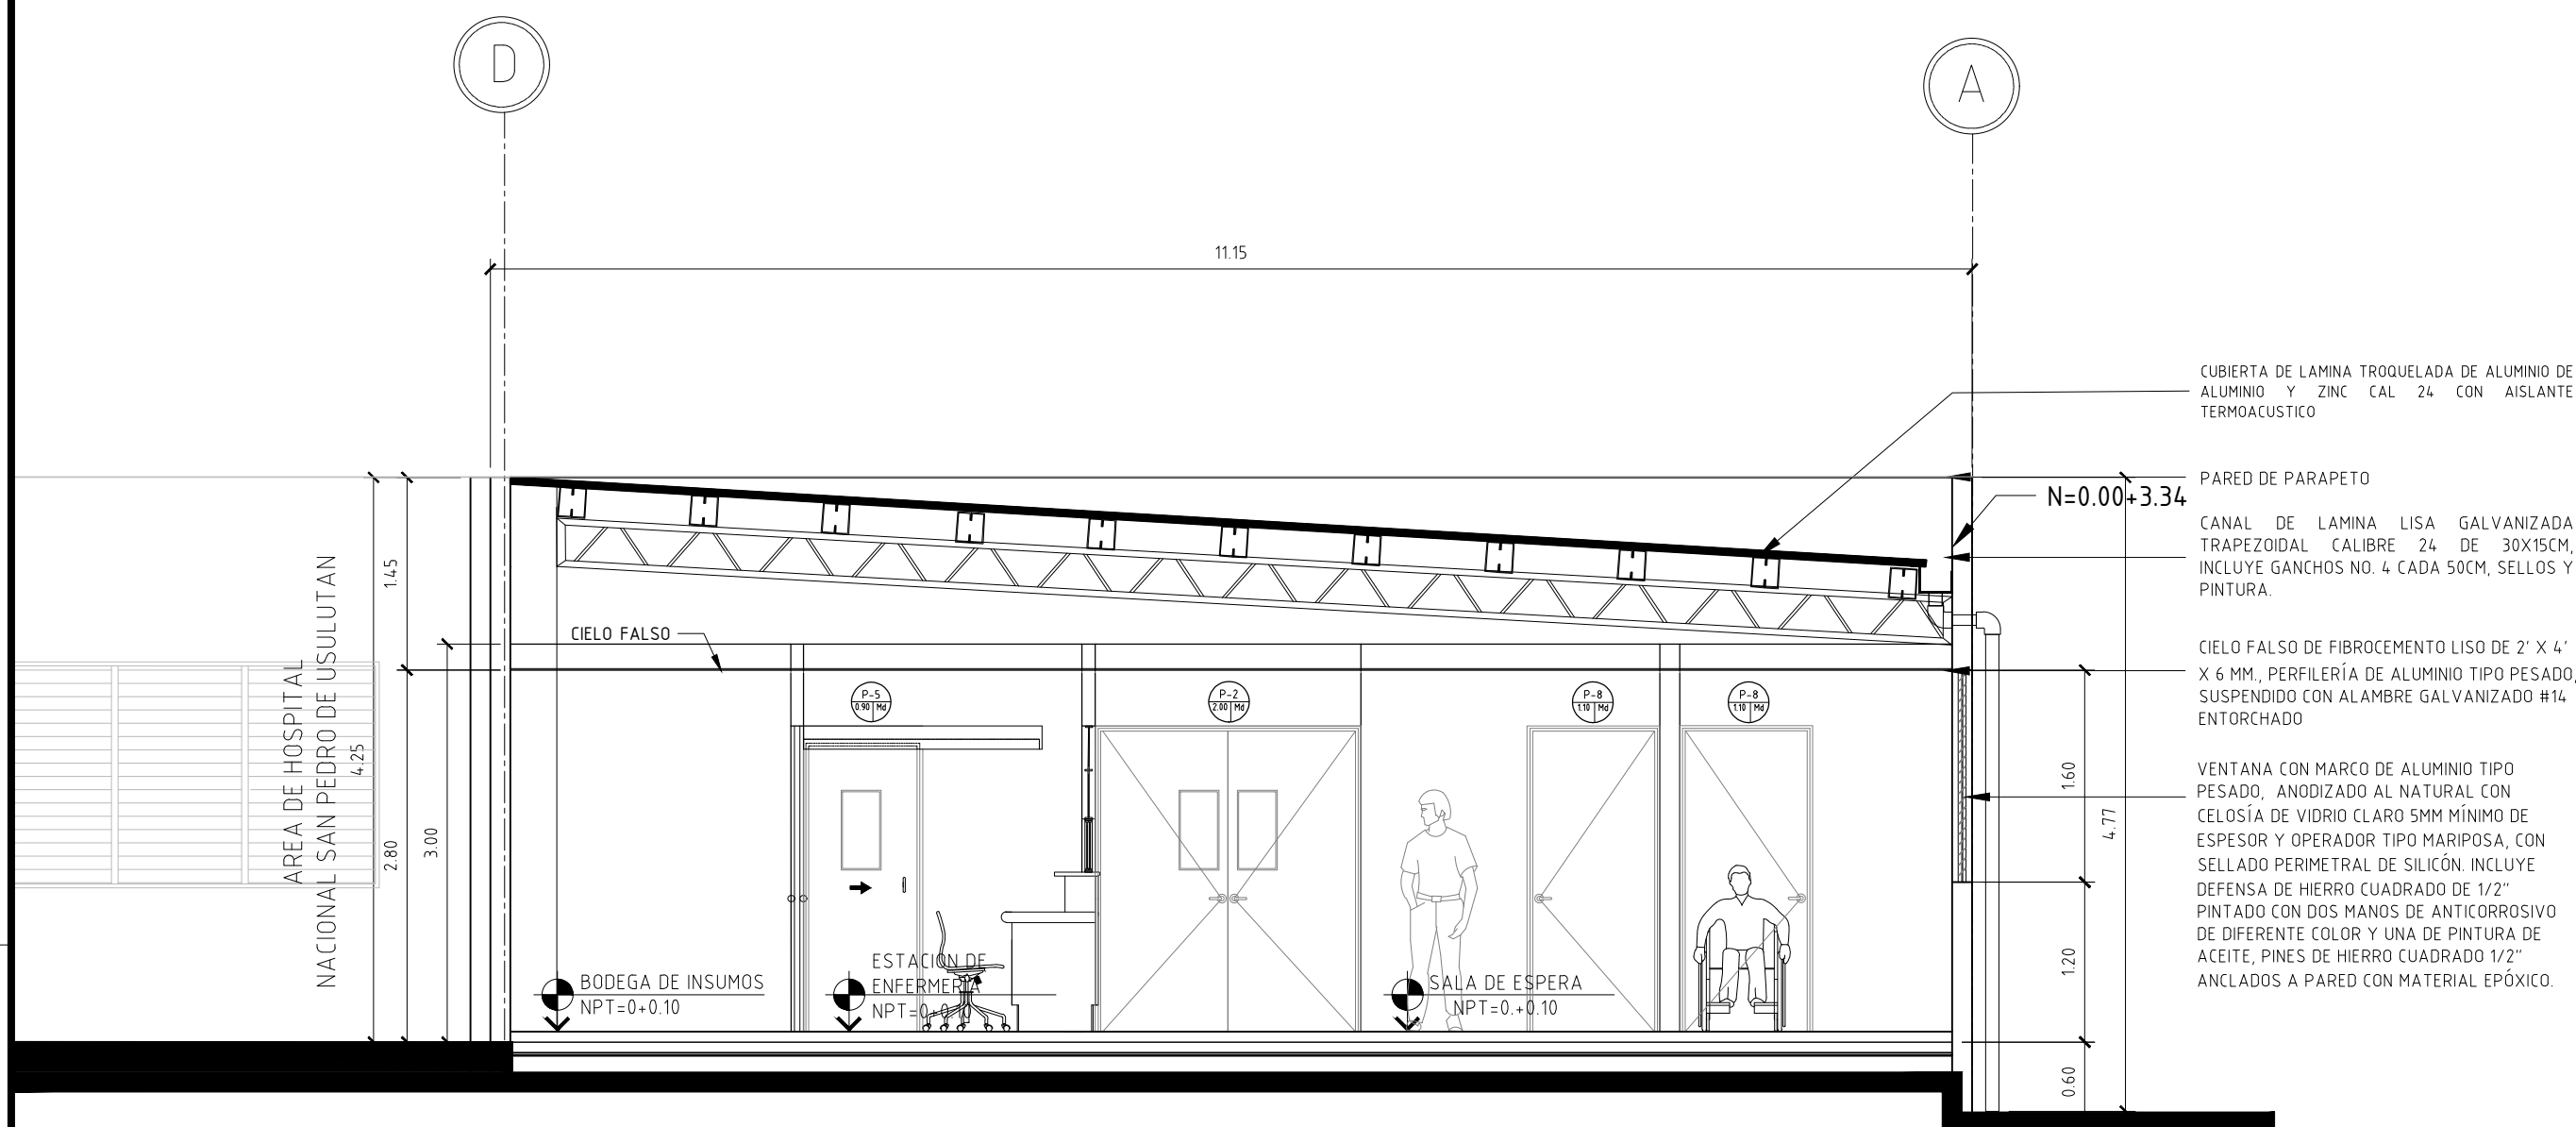 D
A
11.15
CUBIERTA DE LAMINA TROQUELADA DE ALUMINIO DE
ALUMINIO Y ZINC CAL 24 CON AISLANTE
TERMOACUSTICO
PARED DE PARAPETO
N=0.00+3.34
CANAL DE LAMINA LISA GALVANIZADA
TRAPEZOIDAL CALIBRE 24 DE 30X15CM,
INCLUYE GANCHOS NO. 4 CADA 50CM, SELLOS Y
PINTURA.
CIELO FALSO DE FIBROCEMENTO LISO DE 2' X 4'
X 6 MM., PERFILERÍA DE ALUMINIO TIPO PESADO,
SUSPENDIDO CON ALAMBRE GALVANIZADO #14
ENTORCHADO
VENTANA CON MARCO DE ALUMINIO TIPO
PESADO, ANODIZADO AL NATURAL CON
CELOSÍA DE VIDRIO CLARO 5MM MÍNIMO DE
ESPESOR Y OPERADOR TIPO MARIPOSA, CON
SELLADO PERIMETRAL DE SILICÓN. INCLUYE
DEFENSA DE HIERRO CUADRADO DE 1/2"
PINTADO CON DOS MANOS DE ANTICORROSIVO
DE DIFERENTE COLOR Y UNA DE PINTURA DE
ACEITE, PINES DE HIERRO CUADRADO 1/2"
ANCLADOS A PARED CON MATERIAL EPÓXICO.
AREA DE HOSPITAL
NACIONAL SAN PEDRO DE USULUTAN
4.25
1.45
2.80
3.00
CIELO FALSO
P-5
0.90 Md
P-2
2.00 Md
P-8
1.10 Md
P-8
1.10 Md
1.60
4.77
1.20
0.60
BODEGA DE INSUMOS
NPT=0+0.10
ESTACION DE
ENFERMERIA
NPT=0+0.10
SALA DE ESPERA
NPT=0.+0.10